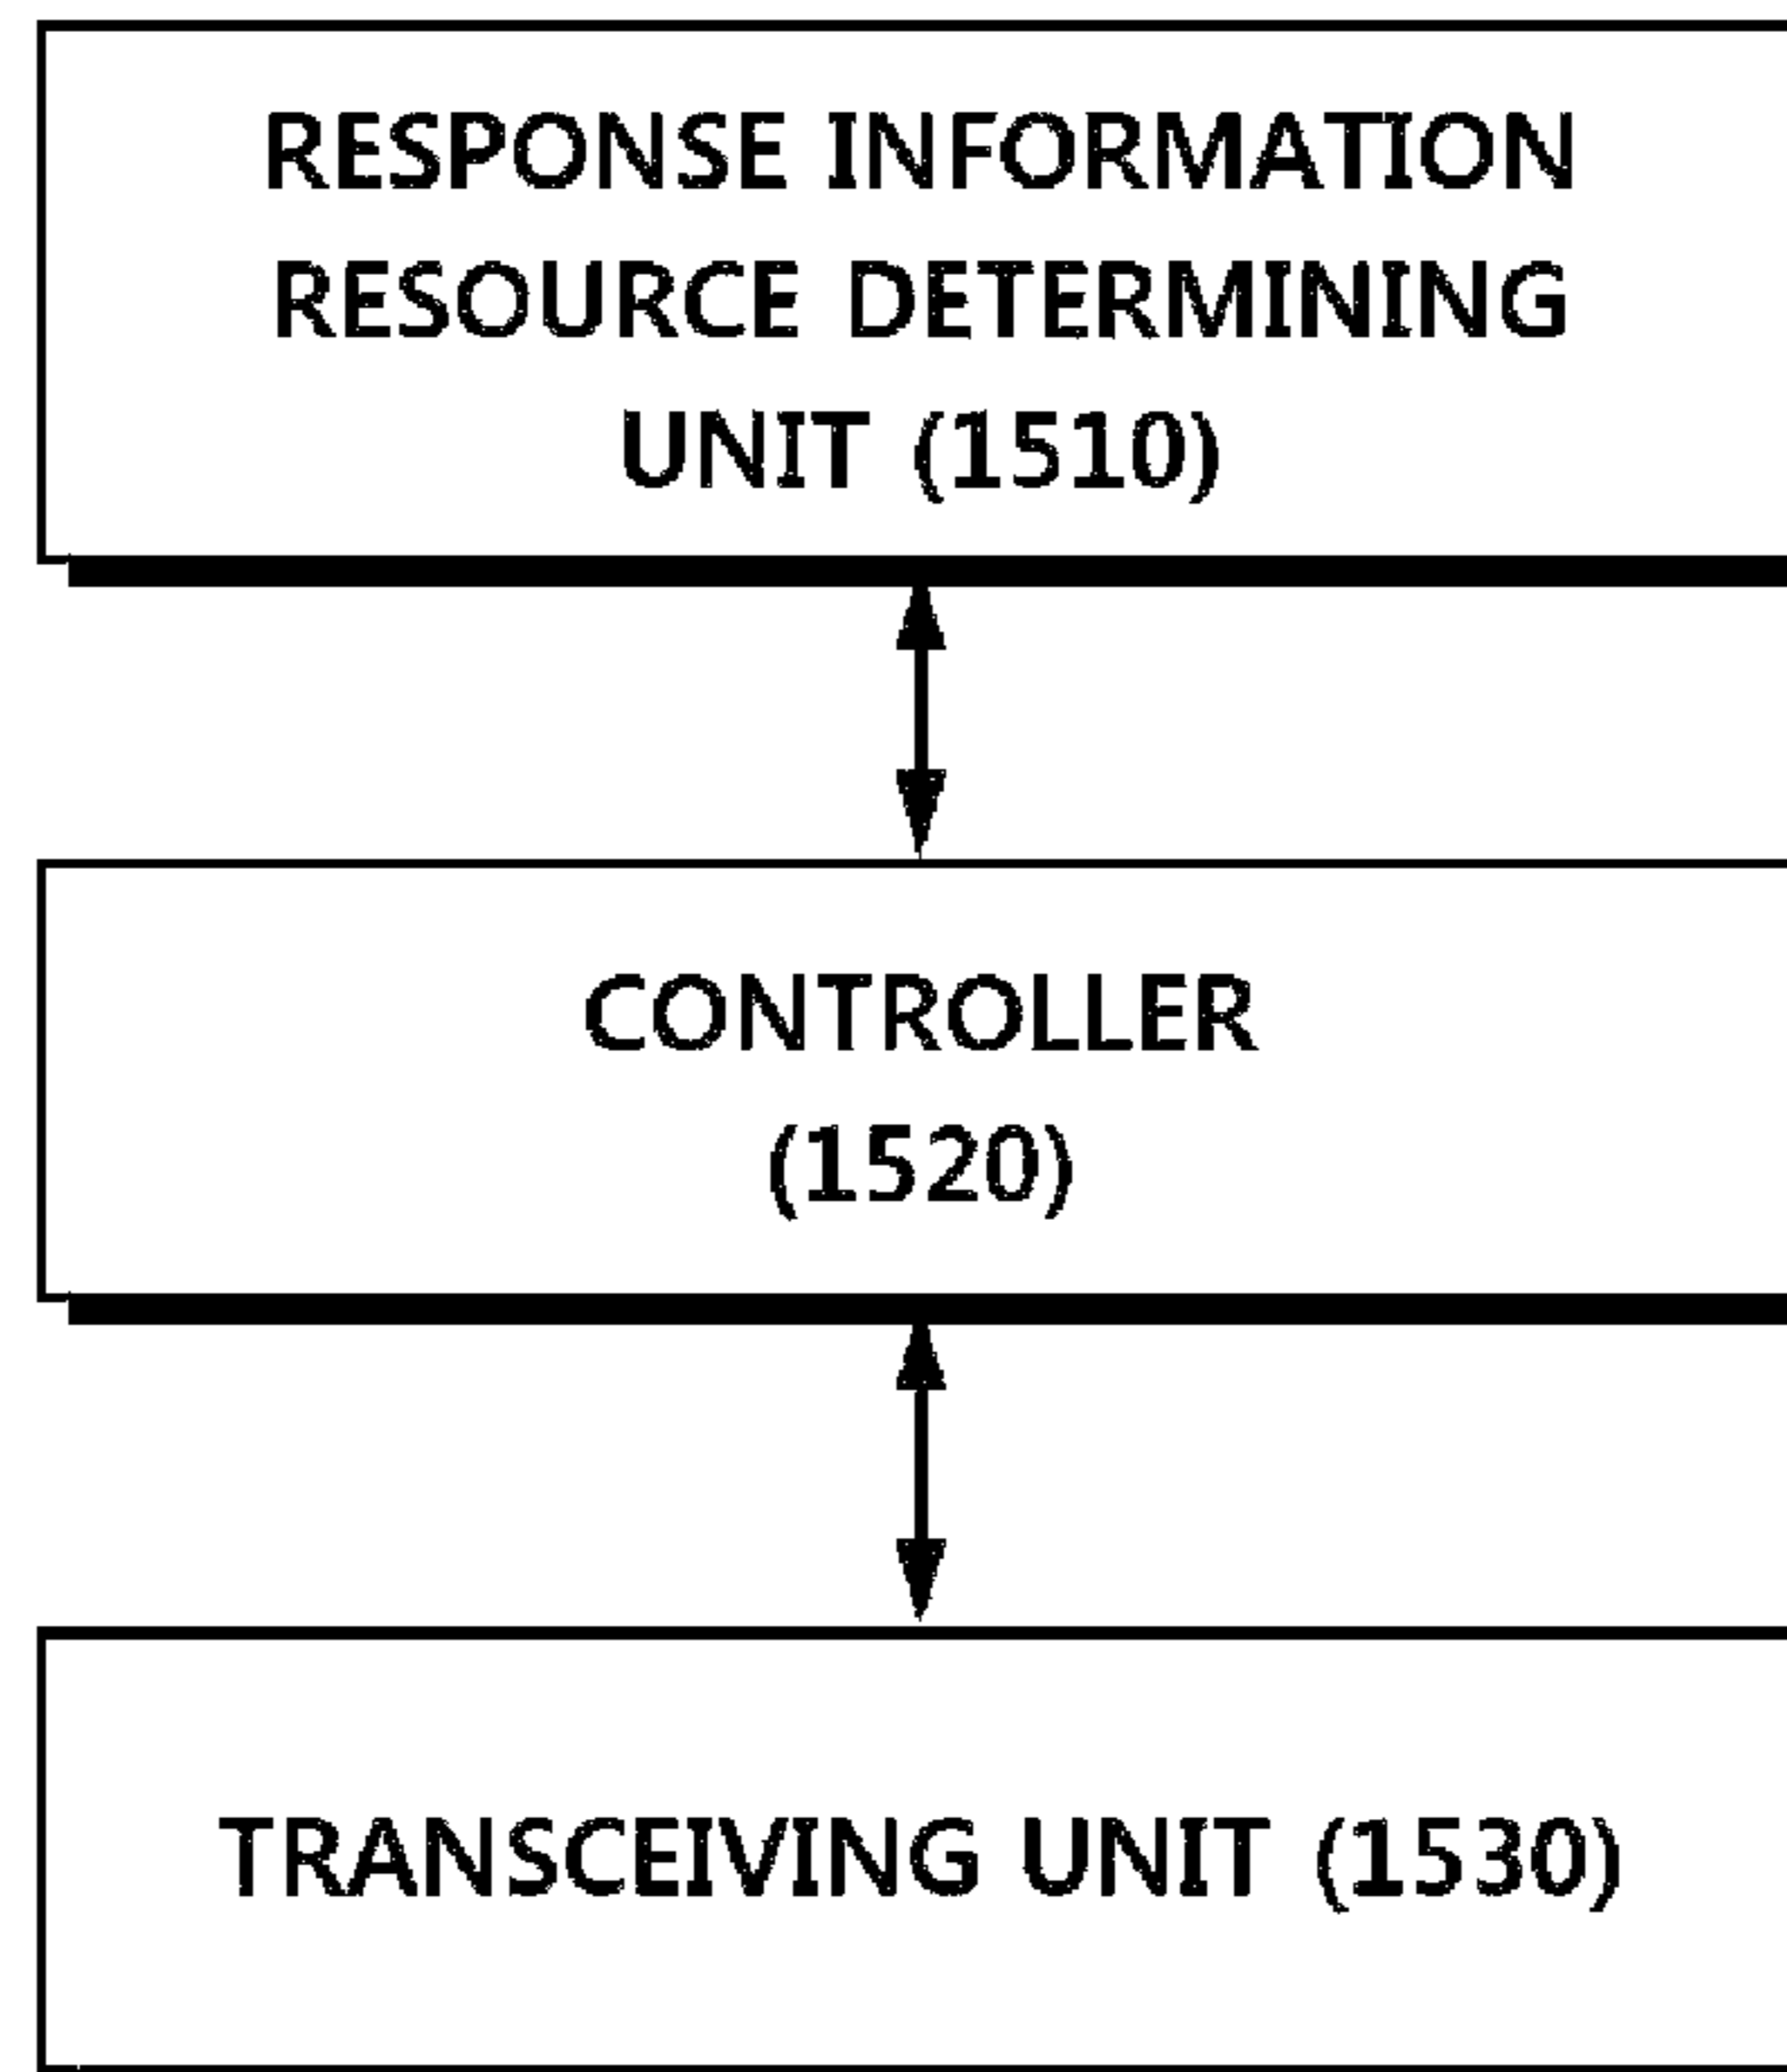 RESPONSE INFORMATION
RESOURCE DETERMINING
UNIT (1510)
CONTROLLER
(1520)
TRANSCEIVING UNIT (1530)